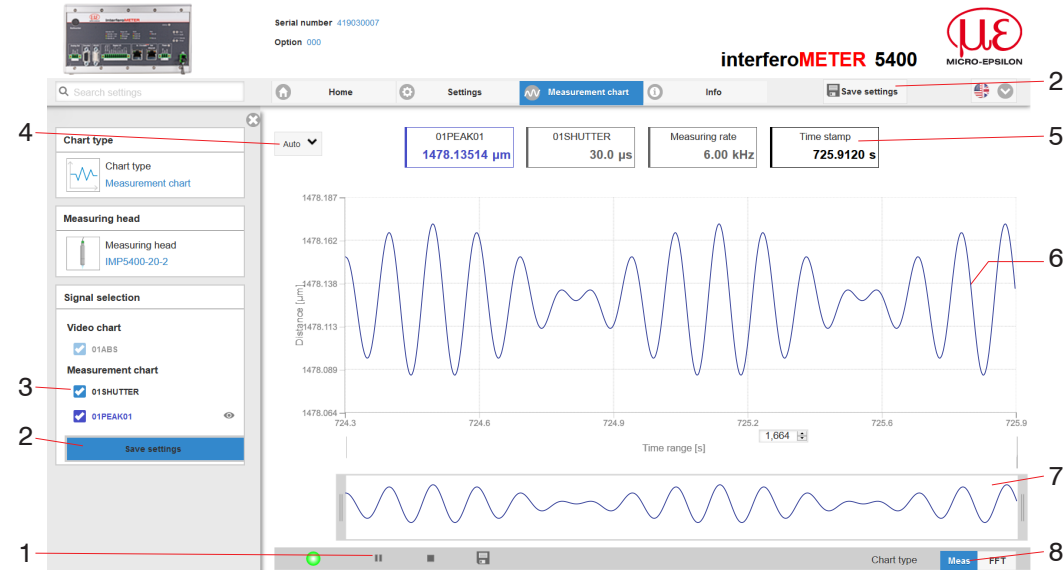 Serial number 419030007
Option 000
interferoMETER
interferoMETER 5400
με
MICRO-EPSILON
Search settings
Home
Settings
Measurement chart
Info
Save settings
2
Chart type
Chart type
Measurement chart
Measuring head
Measuring head
IMP5400-20-2
Signal selection
Video chart
01ABS
Measurement chart
3
01SHUTTER
01PEAK01
2
Save settings
4
Auto
01PEAK01
1478.13514 µm
01SHUTTER
30.0 µs
Measuring rate
6.00 kHz
Time stamp
725.9120 s
5
Distance [µm]
1478.187
1478.162
1478.138
1478.113
1478.089
1478.064
6
724.3 724.6 724.9 725.2 725.6 725.9
1,664
Time range [s]
7
1
Chart type
Meas FFT
8